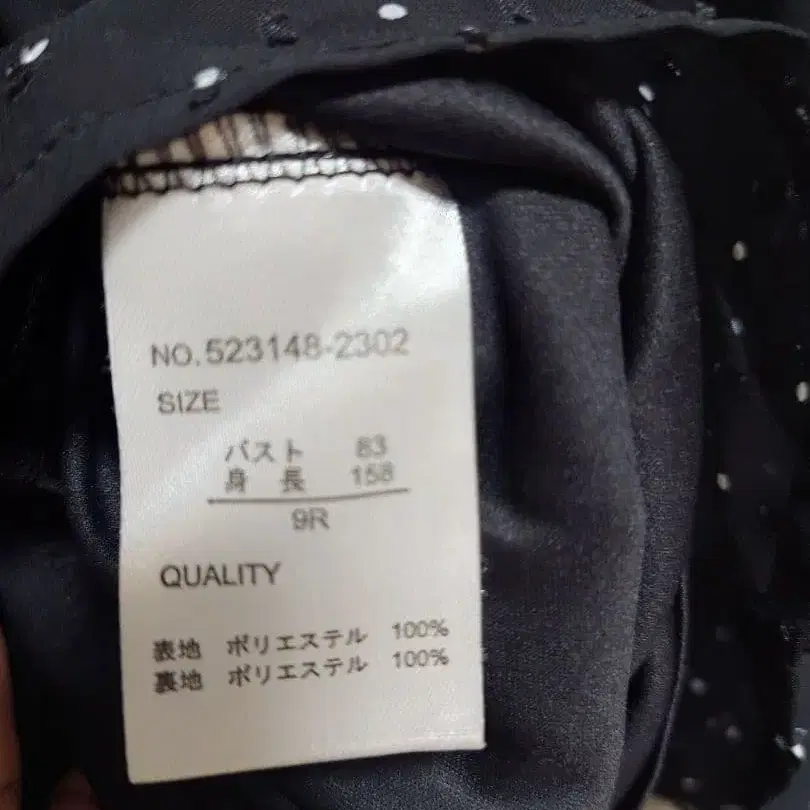 NO. 523148-2302
SIZE
バスト 83
身長 158
9R
QUALITY
表地 ポリエステル 100%
裏地 ポリエステル 100%